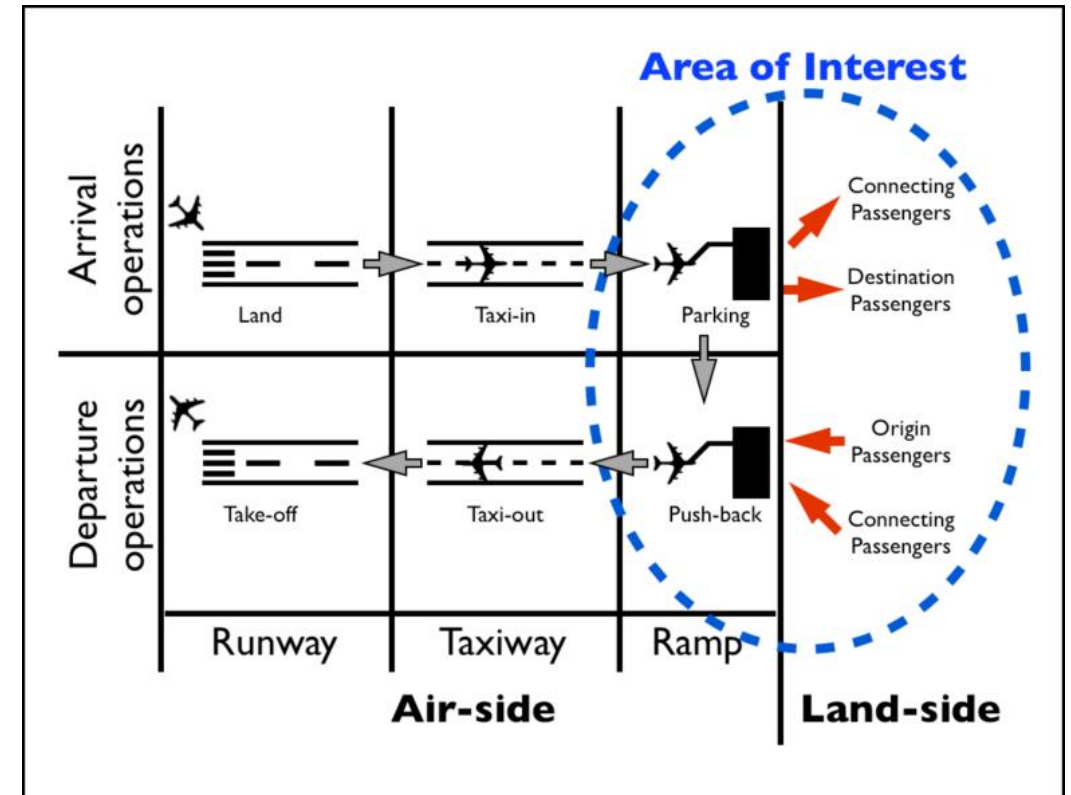 Area of Interest
Arrival
operations
Connecting
Passengers
Destination
Passengers
Land
Taxi-in
Parking
Departure
operations
Origin
Passengers
Connecting
Passengers
Take-off
Taxi-out
Push-back
Runway
Taxiway
Ramp
Air-side
Land-side